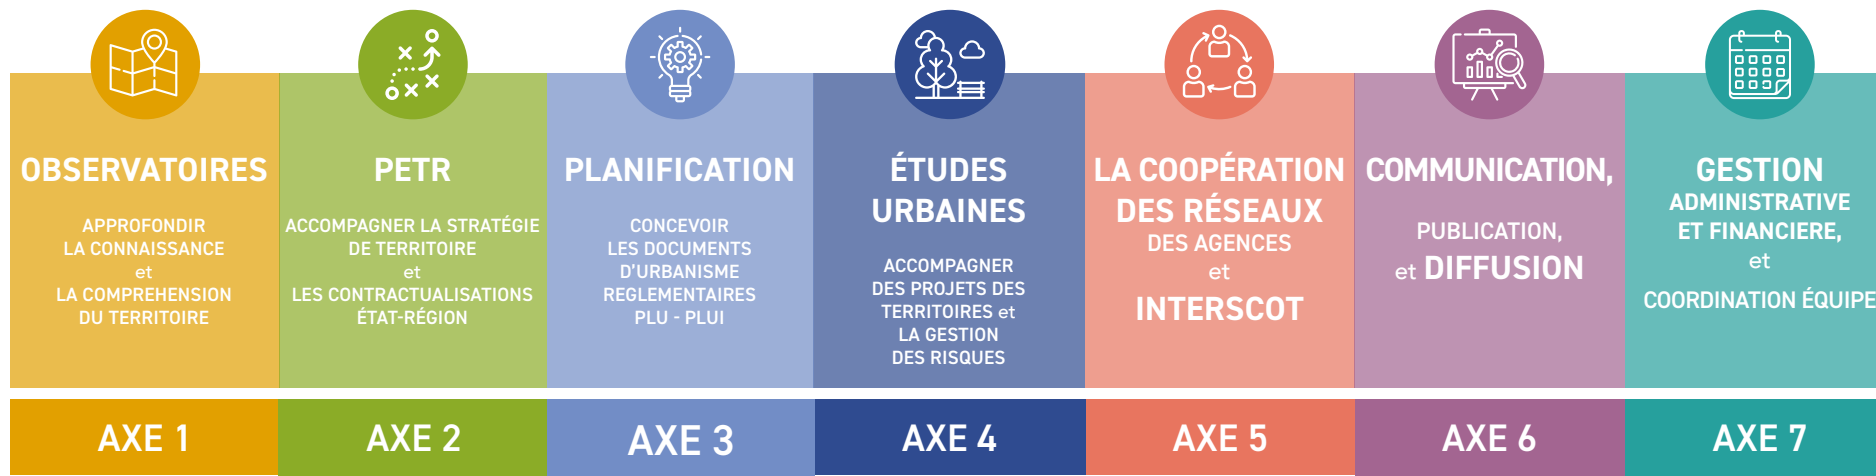 OBSERVATOIRES
APPROFONDIR
LA CONNAISSANCE
et
LA COMPREHENSION
DU TERRITOIRE
AXE 1
PETR
ACCOMPAGNER LA STRATÉGIE
DE TERRITOIRE
et
LES CONTRACTUALISATIONS
ÉTAT-RÉGION
AXE 2
PLANIFICATION
CONCEVOIR
LES DOCUMENTS
D'URBANISME
REGLEMENTAIRES
PLU - PLUI
AXE 3
ÉTUDES
URBAINES
ACCOMPAGNER
DES PROJETS DES
TERRITOIRES et
LA GESTION
DES RISQUES
AXE 4
LA COOPÉRATION
DES RÉSEAUX
DES AGENCES
et
INTERSCOT
AXE 5
COMMUNICATION,
PUBLICATION,
et DIFFUSION
AXE 6
GESTION
ADMINISTRATIVE
ET FINANCIERE,
et
COORDINATION ÉQUIPE
AXE 7